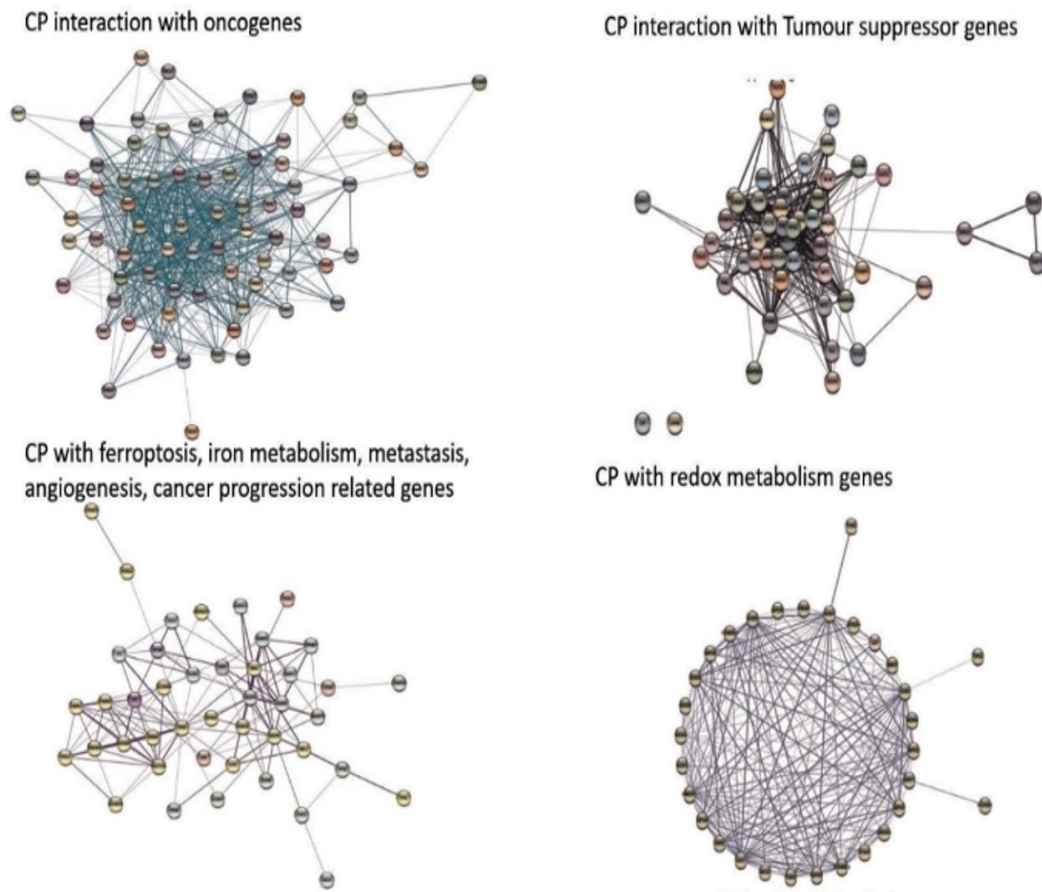 CP interaction with oncogenes
CP interaction with Tumour suppressor genes
CP with ferroptosis, iron metabolism, metastasis,
angiogenesis, cancer progression related genes
CP with redox metabolism genes